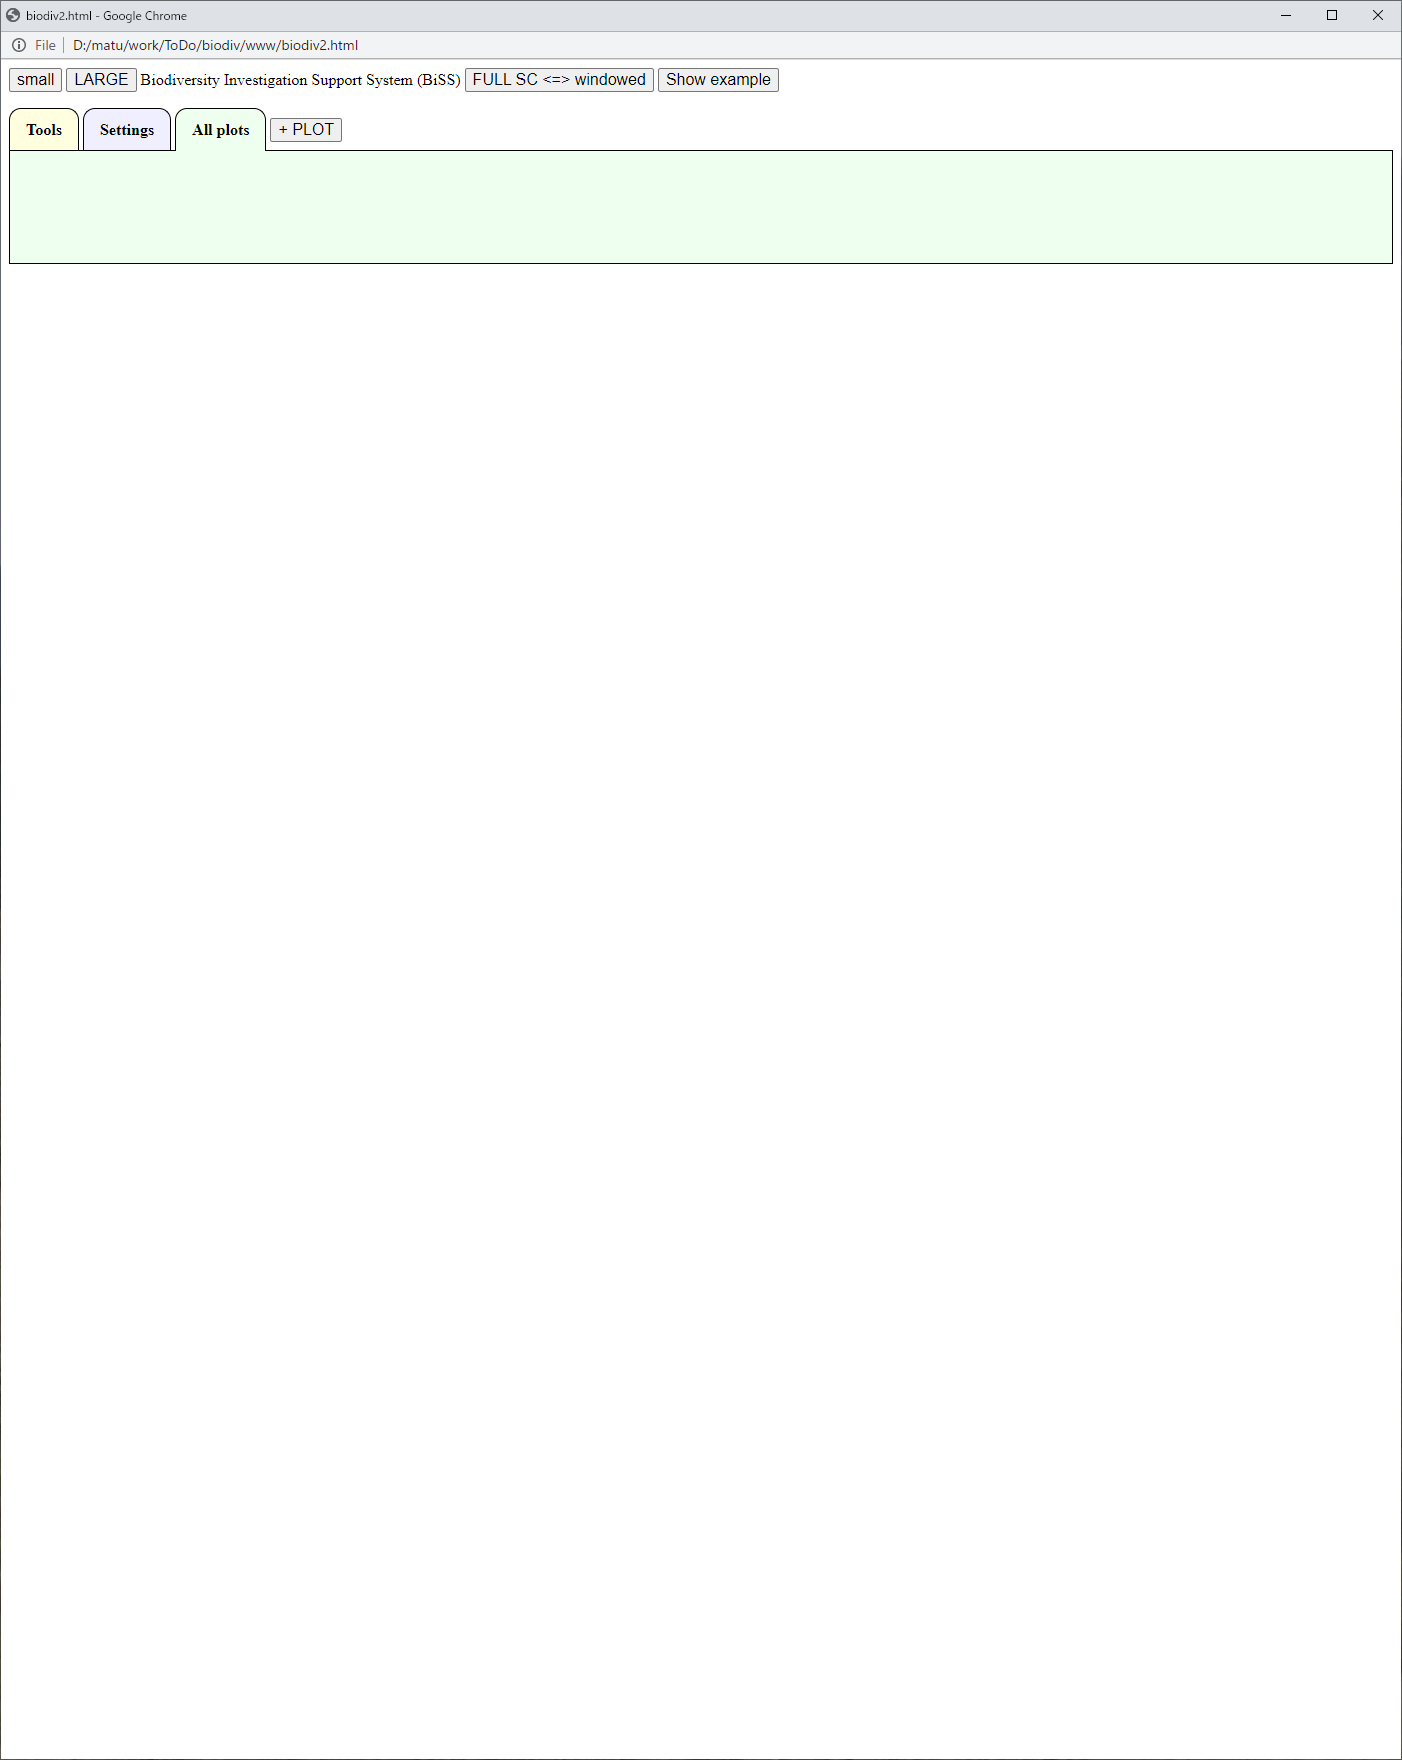 biodiv2.html - Google Chrome
File D:/matu/work/ToDo/biodiv/www/biodiv2.html
small LARGE Biodiversity Investigation Support System (BiSS) FULL SC <=> windowed Show example
Tools Settings All plots + PLOT